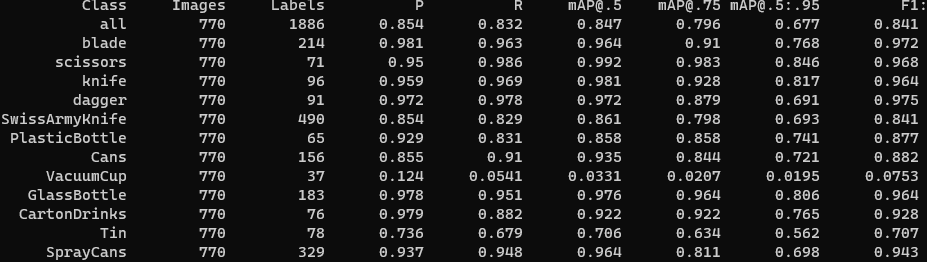 Class Images Labels P R mAP@.5 mAP@.75 mAP@.5:.95 F1:
all 770 1886 0.854 0.832 0.847 0.796 0.677 0.841
blade 770 214 0.981 0.963 0.964 0.91 0.768 0.972
scissors 770 71 0.95 0.986 0.992 0.983 0.846 0.968
knife 770 96 0.959 0.969 0.981 0.928 0.817 0.964
dagger 770 91 0.972 0.978 0.972 0.879 0.691 0.975
SwissArmyKnife 770 490 0.854 0.829 0.861 0.798 0.693 0.841
PlasticBottle 770 65 0.929 0.831 0.858 0.858 0.741 0.877
Cans 770 156 0.855 0.91 0.935 0.844 0.721 0.882
VacuumCup 770 37 0.124 0.0541 0.0331 0.0207 0.0195 0.0753
GlassBottle 770 183 0.978 0.951 0.976 0.964 0.806 0.964
CartonDrinks 770 76 0.979 0.882 0.922 0.922 0.765 0.928
Tin 770 78 0.736 0.679 0.706 0.634 0.562 0.707
SprayCans 770 329 0.937 0.948 0.964 0.811 0.698 0.943